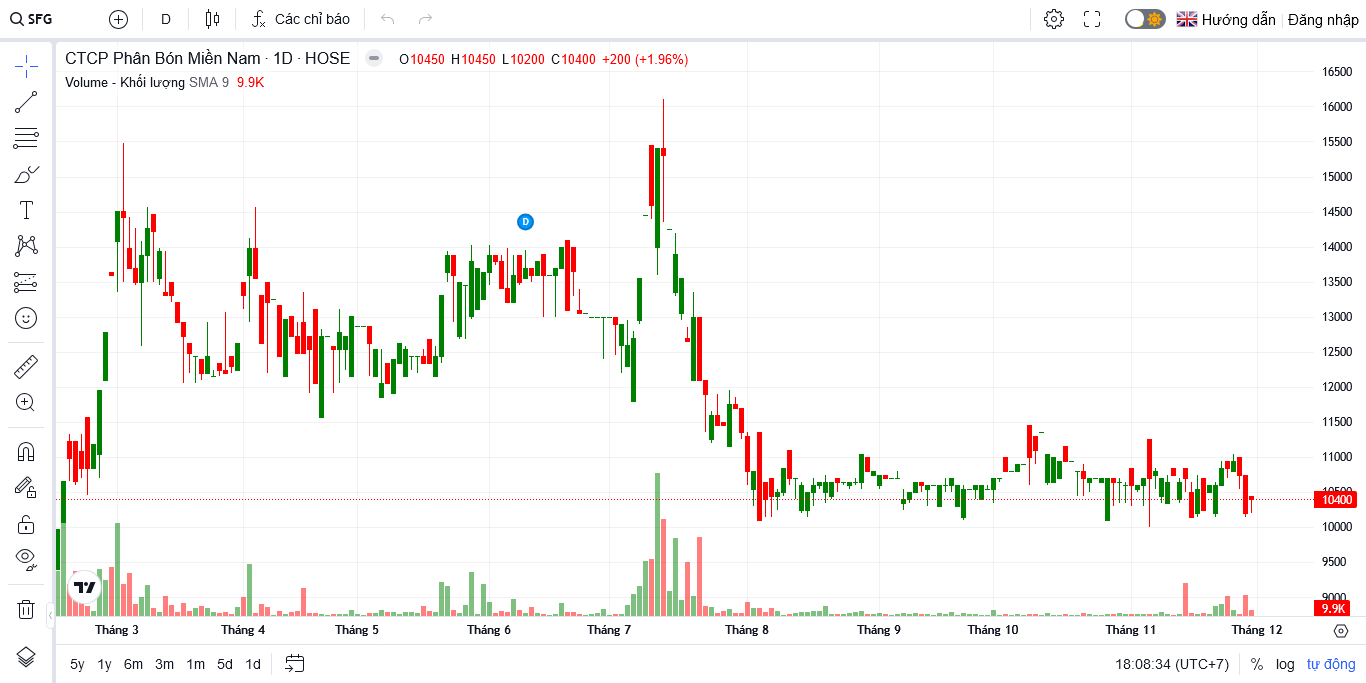 SFG D Các chỉ báo Hướng dẫn Đăng nhập
CTCP Phân Bón Miền Nam · 1D · HOSE O10450 H10450 L10200 C10400 +200 (+1.96%)
Volume - Khối lượng SMA 9 9.9K
D
16500
16000
15500
15000
14500
14000
13500
13000
12500
12000
11500
11000
10500
10400
10000
9500
9000
9.9K
Tháng 3 Tháng 4 Tháng 5 Tháng 6 Tháng 7 Tháng 8 Tháng 9 Tháng 10 Tháng 11 Tháng 12
5y 1y 6m 3m 1m 5d 1d 18:08:34 (UTC+7) % log tự động